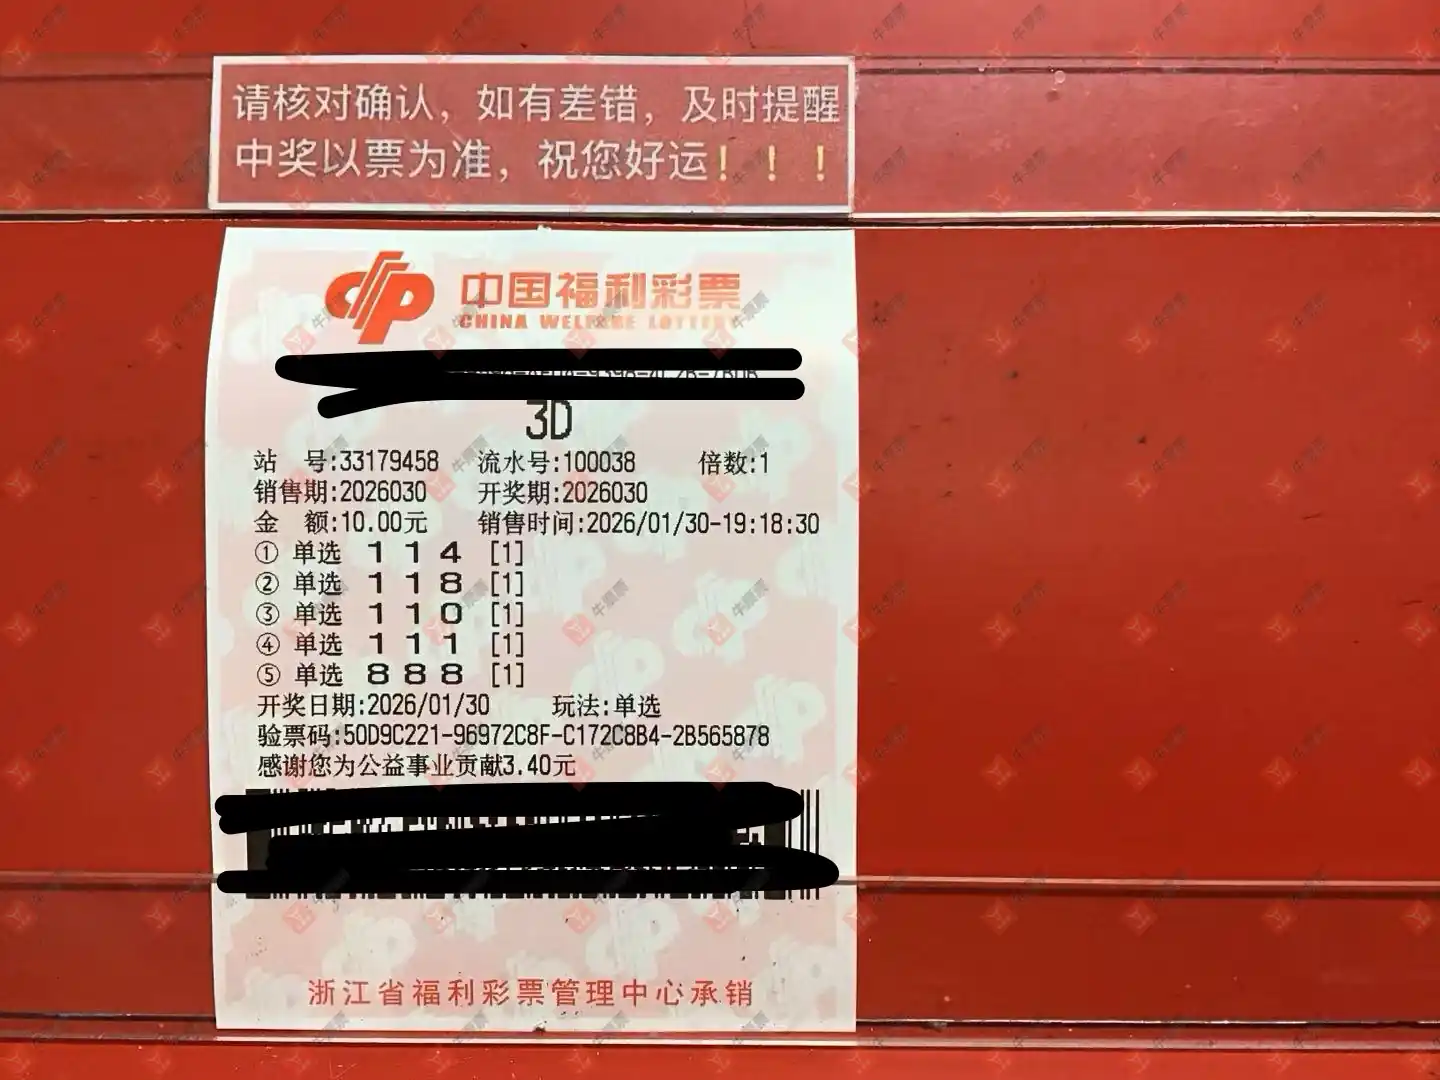 请核对确认，如有差错，及时提醒
中奖以票为准，祝您好运！！！
中国福利彩票
CHINA WELFARE LOTTERY
3D
站 号:33179458 流水号:100038 倍数:1
销售期:2026030 开奖期:2026030
金 额:10.00元 销售时间:2026/01/30-19:18:30
① 单选 1 1 4 [1]
② 单选 1 1 8 [1]
③ 单选 1 1 0 [1]
④ 单选 1 1 1 [1]
⑤ 单选 8 8 8 [1]
开奖日期:2026/01/30 玩法:单选
验票码:50D9C221-96972C8F-C172C8B4-2B565878
感谢您为公益事业贡献3.40元
浙江省福利彩票管理中心承销
牛票票